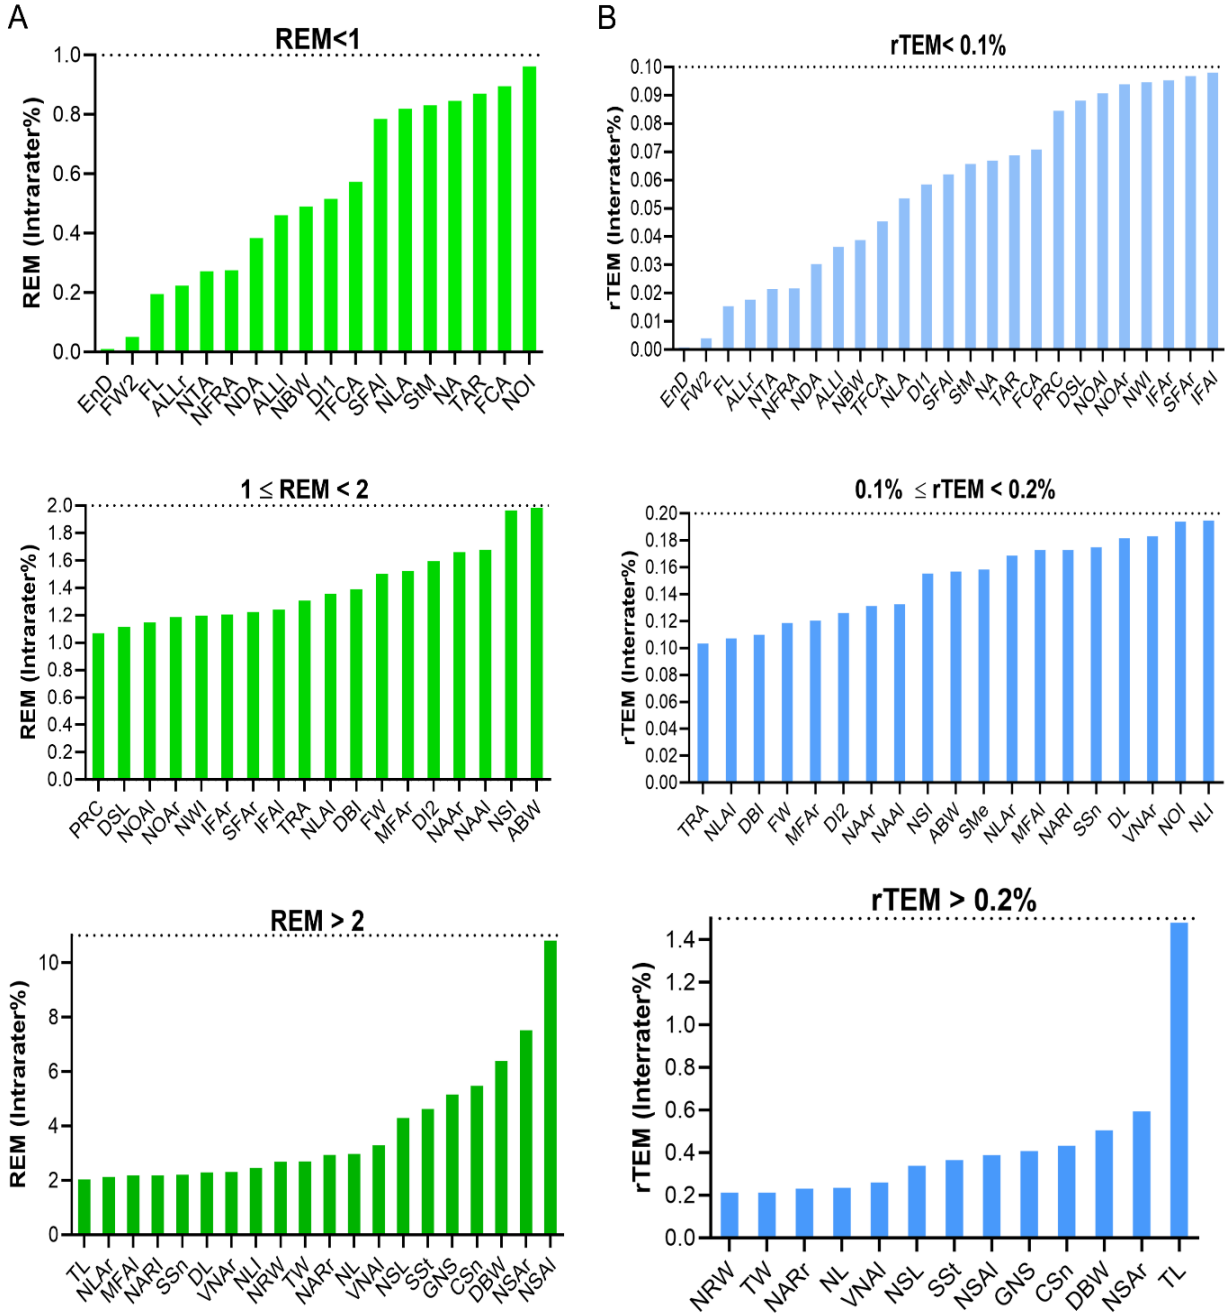 A
REM<1
REM (Intrarater%)
1.0
0.8
0.6
0.4
0.2
0.0
EnD FW2 FL ALLr NTA NFRA NDA ALLl NBW DI1 TFCA SFAl NLA StM NA TAR FCA NOI
B
rTEM< 0.1%
rTEM (Interrater%)
0.10
0.09
0.08
0.07
0.06
0.05
0.04
0.03
0.02
0.01
0.00
EnD FW2 FL ALLr NTA NFRA NDA ALLl NBW TFCA NLA DI1 SFAl StM NA TAR FCA PRC DSL NOAl NOAr NWI IFAr SFAr IFAl
1 ≤ REM < 2
REM (Intrarater%)
2.0
1.8
1.6
1.4
1.2
1.0
0.8
0.6
0.4
0.2
0.0
PRC DSL NOAl NOAr NWI IFAr SFAr IFAl TRA NLAl DBI FW MFAr DI2 NAAr NAAl NSI ABW
0.1% ≤ rTEM < 0.2%
rTEM (Interrater%)
0.20
0.18
0.16
0.14
0.12
0.10
0.08
0.06
0.04
0.02
0.00
TRA NLAl DBI FW MFAr DI2 NAAr NAAl NSI ABW SMe NLAr MFAl NARl SSn DL VNAr NOI NLI
REM > 2
REM (Intrarater%)
10
8
6
4
2
0
TL NLAr MFAl NARl SSn DL VNAr NLI NRW TW NARr NL VNAl NSL SSt GNS CSn DBW NSAr NSAl
rTEM > 0.2%
rTEM (Interrater%)
1.4
1.2
1.0
0.8
0.6
0.4
0.2
0.0
NRW TW NARr NL VNAl NSL SSt NSAl GNS CSn DBW NSAr TL